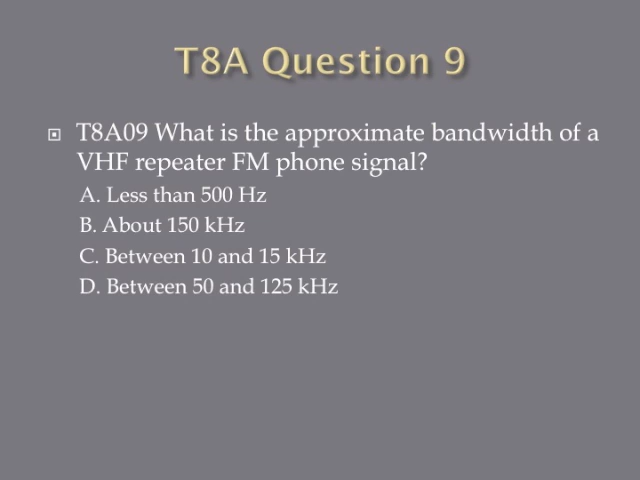 T8A Question 9
T8A09 What is the approximate bandwidth of a
VHF repeater FM phone signal?
A. Less than 500 Hz
B. About 150 kHz
C. Between 10 and 15 kHz
D. Between 50 and 125 kHz